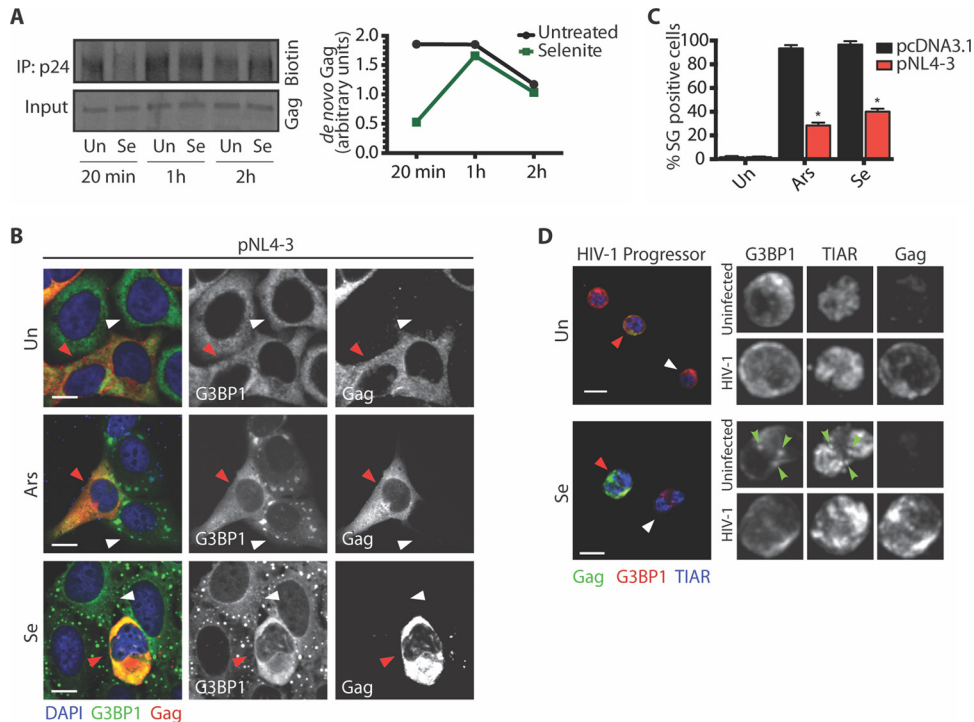 A
IP: p24
Input
Biotin
Gag
Un Se Un Se Un Se
20 min 1h 2h
de novo Gag
(arbitrary units)
2.0
1.5
1.0
0.5
0.0
20 min 1h 2h
Untreated
Selenite
C
% SG positive cells
100
80
60
40
20
0
* *
Un Ars Se
pcDNA3.1
pNL4-3
B
pNL4-3
Un
G3BP1 Gag
Ars
G3BP1 Gag
Se
G3BP1 Gag
DAPI G3BP1 Gag
D
HIV-1 Progressor
G3BP1 TIAR Gag
Un
Uninfected
HIV-1
Se
Uninfected
HIV-1
Gag G3BP1 TIAR